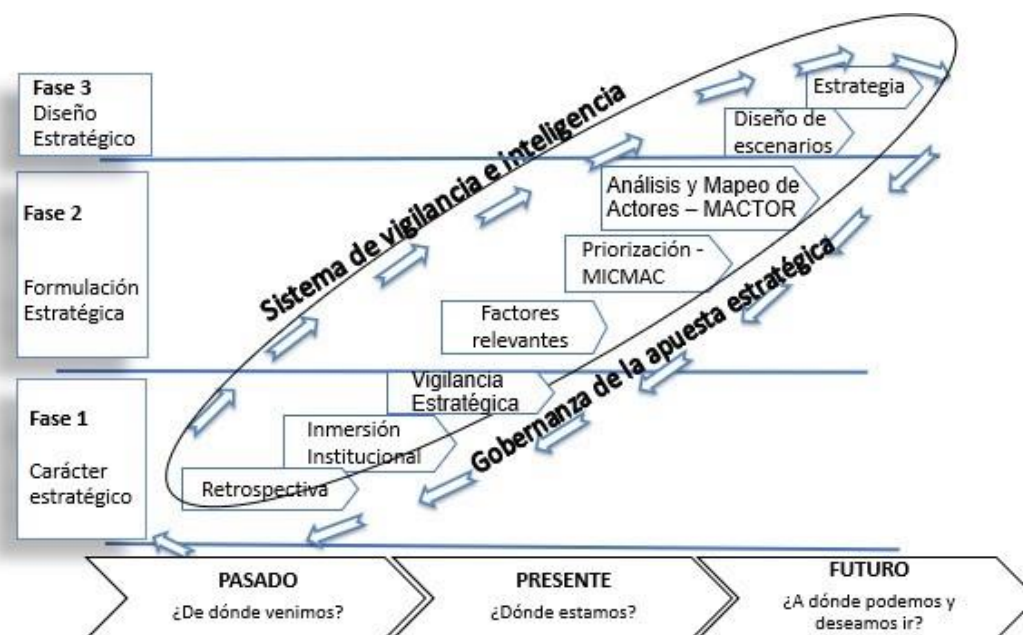 Fase 3
Diseño
Estratégico
Estrategia
Diseño de
escenarios
Sistema de vigilancia e inteligencia
Fase 2
Formulación
Estratégica
Análisis y Mapeo de
Actores – MACTOR
Priorización -
MICMAC
Factores
relevantes
Gobernanza de la apuesta estratégica
Fase 1
Carácter
estratégico
Vigilancia
Estratégica
Inmersión
Institucional
Retrospectiva
PASADO
¿De dónde venimos?
PRESENTE
¿Dónde estamos?
FUTURO
¿A dónde podemos y
deseamos ir?